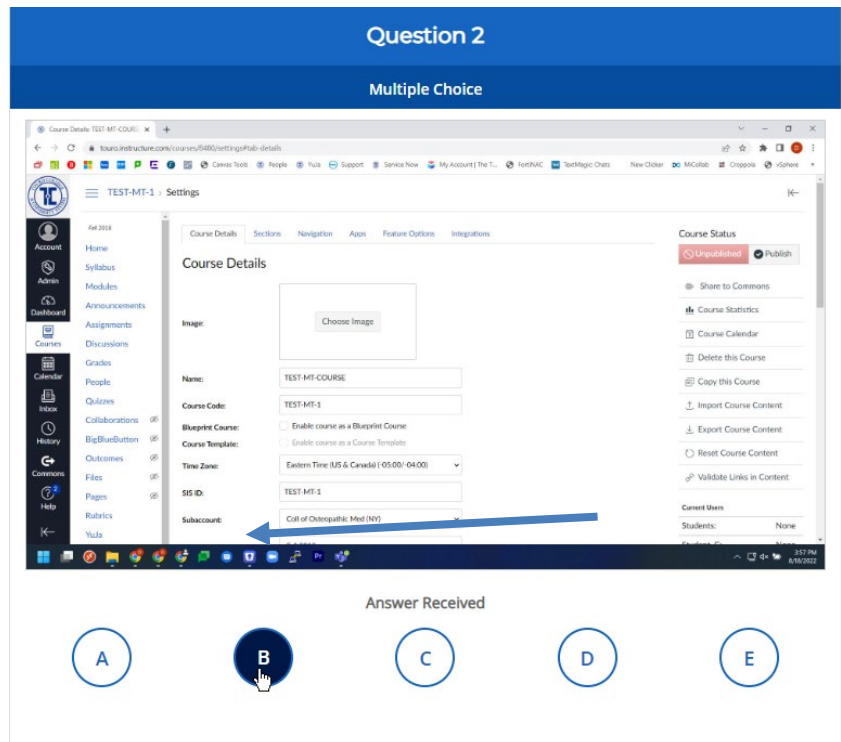 Question 2
Multiple Choice
Course Details: TEST-MT-COURS
touro.instructure.com/courses/8480/settings#tab-details
Canvas Tools People YuJa Support Service Now My Account | The T... FortiNAC TextMagic Chats New Clicker MiCollab Croppola vSphere
TEST-MT-1 › Settings
Account
Admin
Dashboard
Courses
Calendar
Inbox
History
Commons
2
Help
Fall 2018
Home
Syllabus
Modules
Announcements
Assignments
Discussions
Grades
People
Quizzes
Collaborations
BigBlueButton
Outcomes
Files
Pages
Rubrics
YuJa
Course Details Sections Navigation Apps Feature Options Integrations
Course Details
Image:
Choose Image
Name: TEST-MT-COURSE
Course Code: TEST-MT-1
Blueprint Course: Enable course as a Blueprint Course
Course Template: Enable course as a Course Template
Time Zone: Eastern Time (US & Canada) (-05:00/-04:00)
SIS ID: TEST-MT-1
Subaccount: Coll of Osteopathic Med (NY)
Course Status
Unpublished Publish
Share to Commons
Course Statistics
Course Calendar
Delete this Course
Copy this Course
Import Course Content
Export Course Content
Reset Course Content
Validate Links in Content
Current Users
Students: None
3:57 PM
8/18/2022
Answer Received
A
B
C
D
E